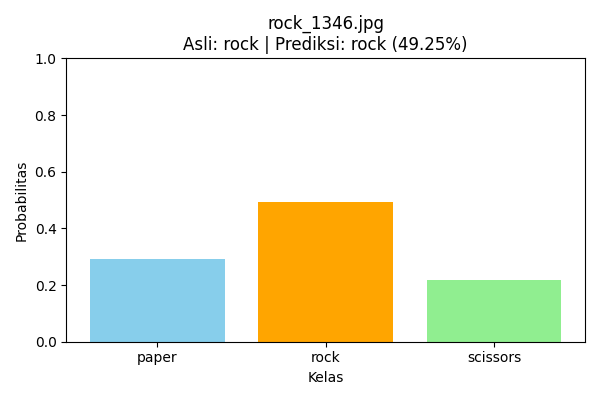 rock_1346.jpg
Asli: rock | Prediksi: rock (49.25%)
1.0
0.8
0.6
0.4
0.2
0.0
Probabilitas
paper
rock
scissors
Kelas